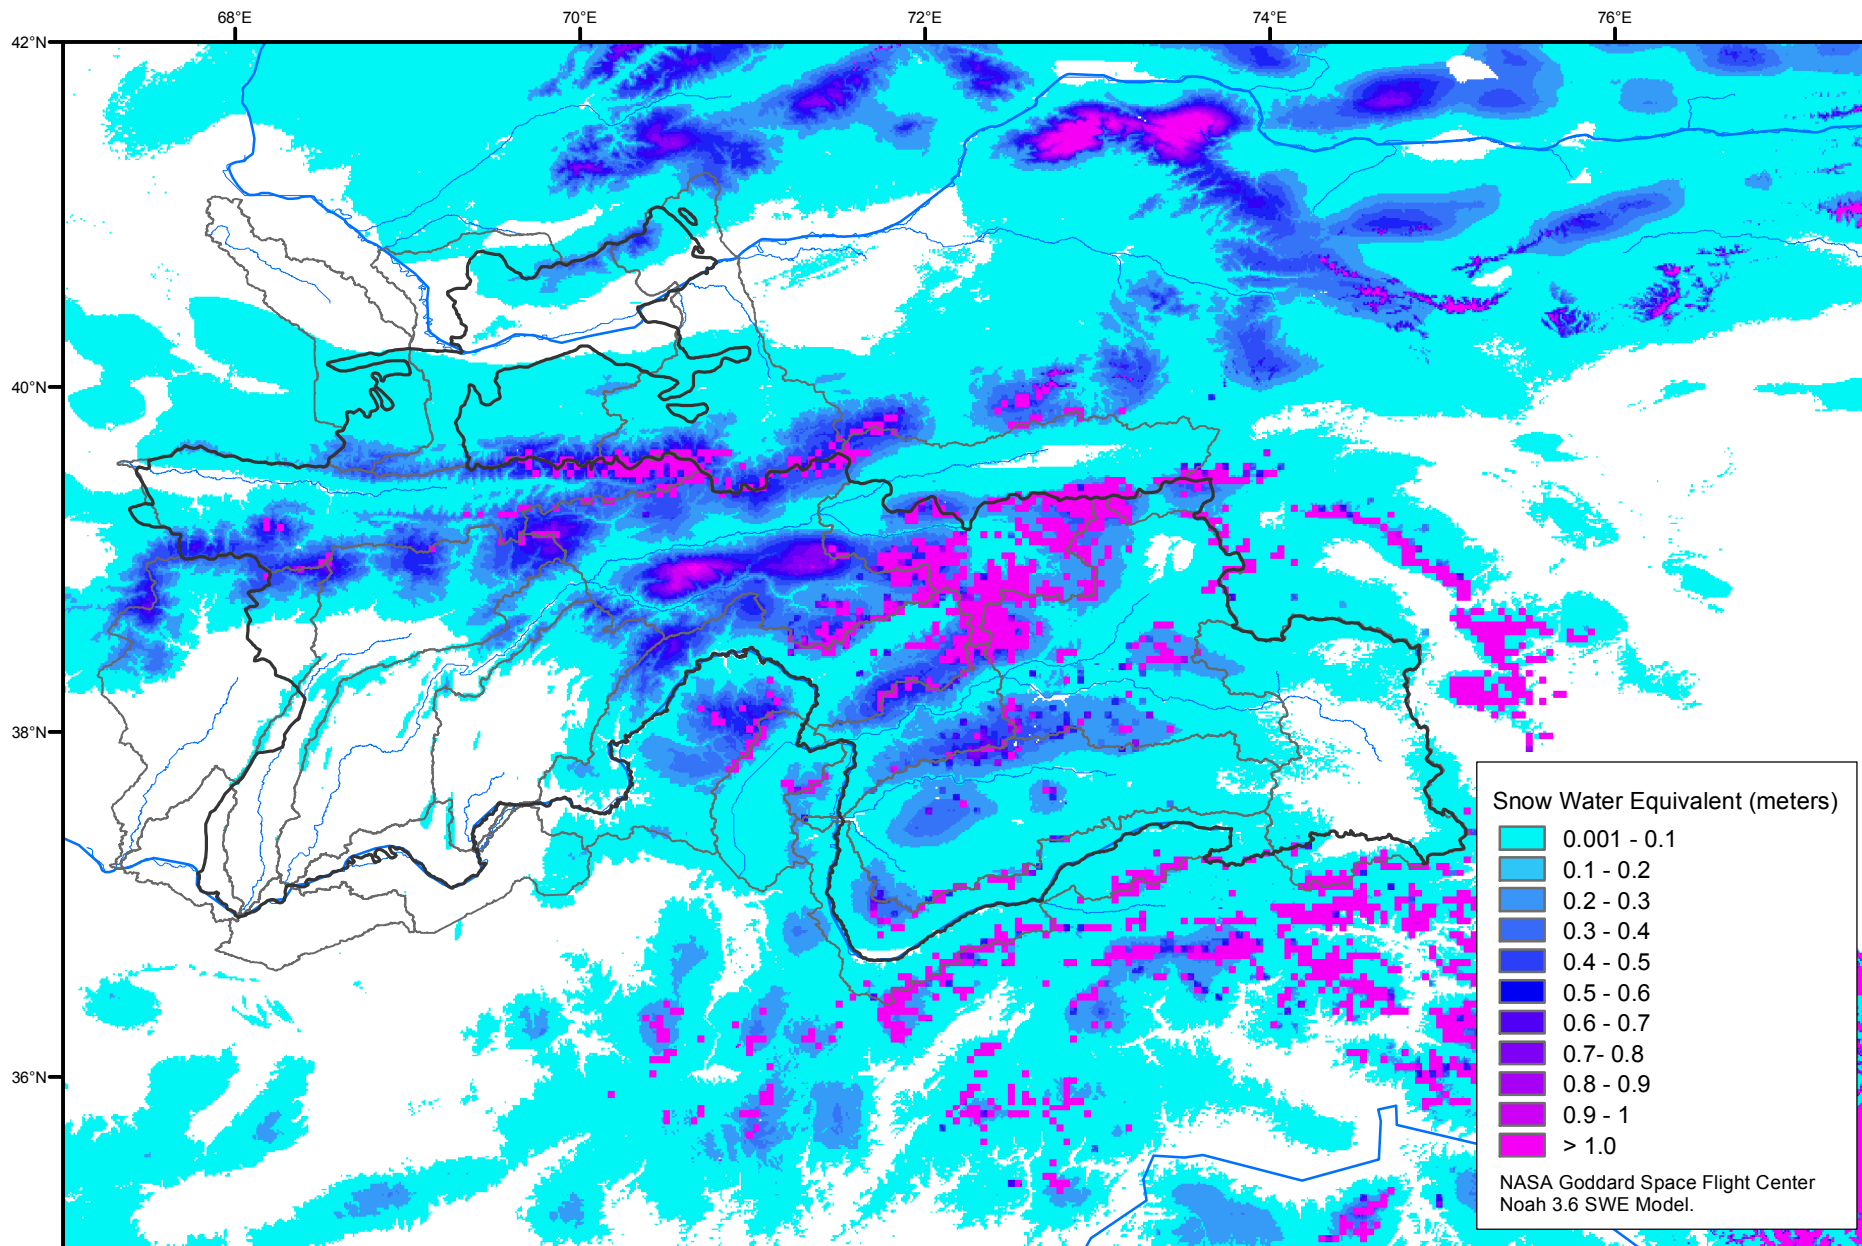 68°E 70°E 72°E 74°E 76°E
42°N
40°N
38°N
36°N
Snow Water Equivalent (meters)
0.001 - 0.1
0.1 - 0.2
0.2 - 0.3
0.3 - 0.4
0.4 - 0.5
0.5 - 0.6
0.6 - 0.7
0.7- 0.8
0.8 - 0.9
0.9 - 1
> 1.0
NASA Goddard Space Flight Center
Noah 3.6 SWE Model.